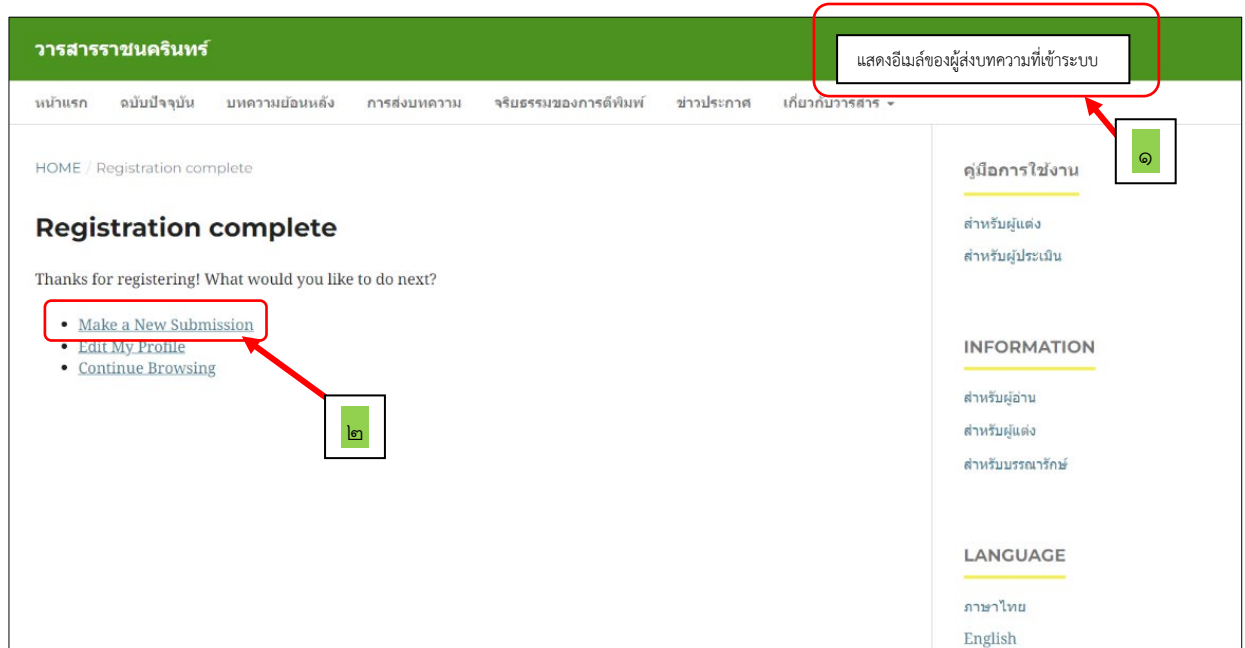 วารสารราชนครินทร์
แสดงอีเมล์ของผู้ส่งบทความที่เข้าระบบ
หน้าแรก ฉบับปัจจุบัน บทความย้อนหลัง การส่งบทความ จริยธรรมของการตีพิมพ์ ข่าวประกาศ เกี่ยวกับวารสาร
๑
HOME / Registration complete
Registration complete
Thanks for registering! What would you like to do next?
Make a New Submission
Edit My Profile
Continue Browsing
๒
คู่มือการใช้งาน
สำหรับผู้แต่ง
สำหรับผู้ประเมิน
INFORMATION
สำหรับผู้อ่าน
สำหรับผู้แต่ง
สำหรับบรรณารักษ์
LANGUAGE
ภาษาไทย
English